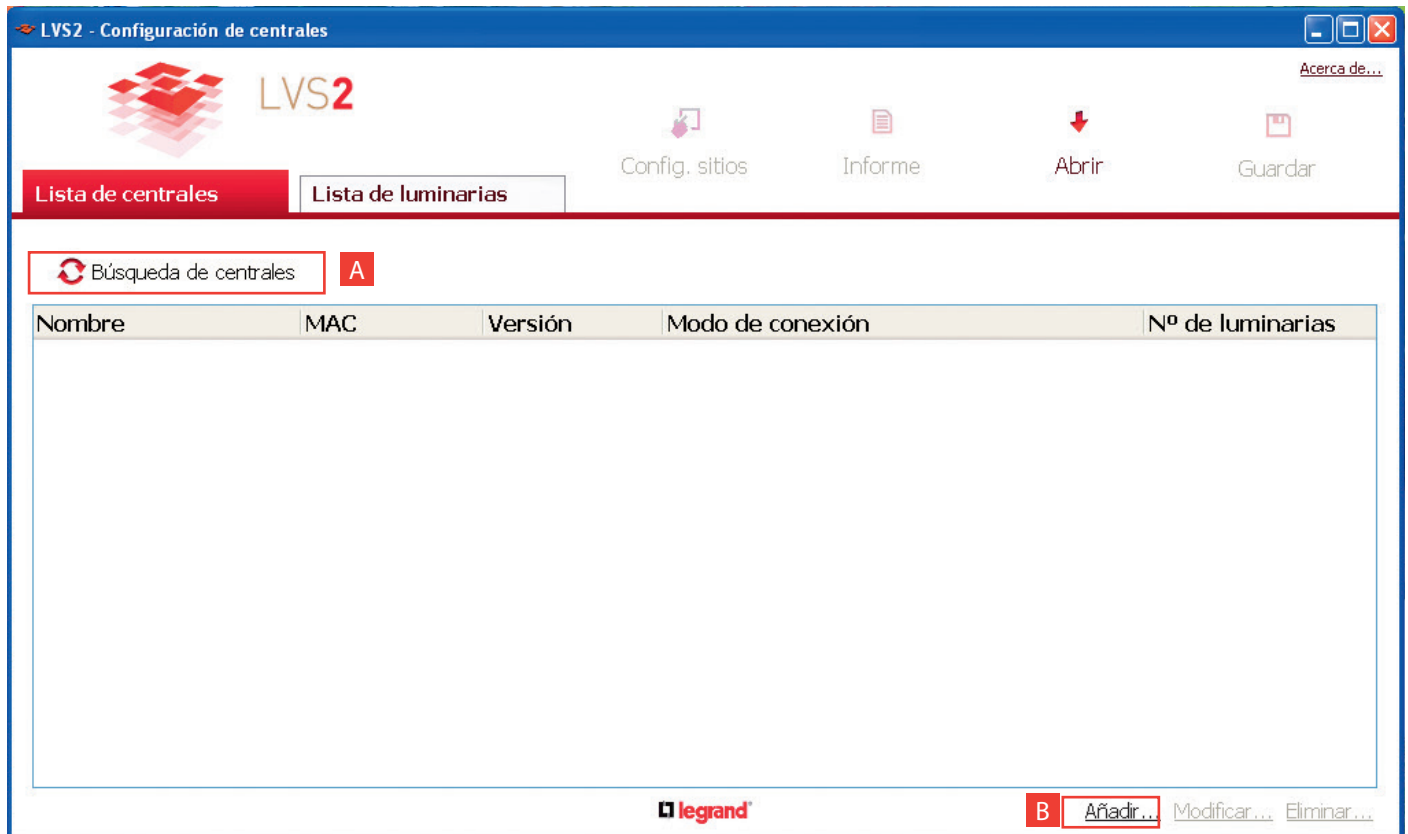 LVS2 - Configuración de centrales
Acerca de...
LVS2
Config. sitios
Informe
Abrir
Guardar
Lista de centrales
Lista de luminarias
Búsqueda de centrales
A
Nombre MAC Versión Modo de conexión Nº de luminarias
legrand®
B
Añadir... Modificar... Eliminar...